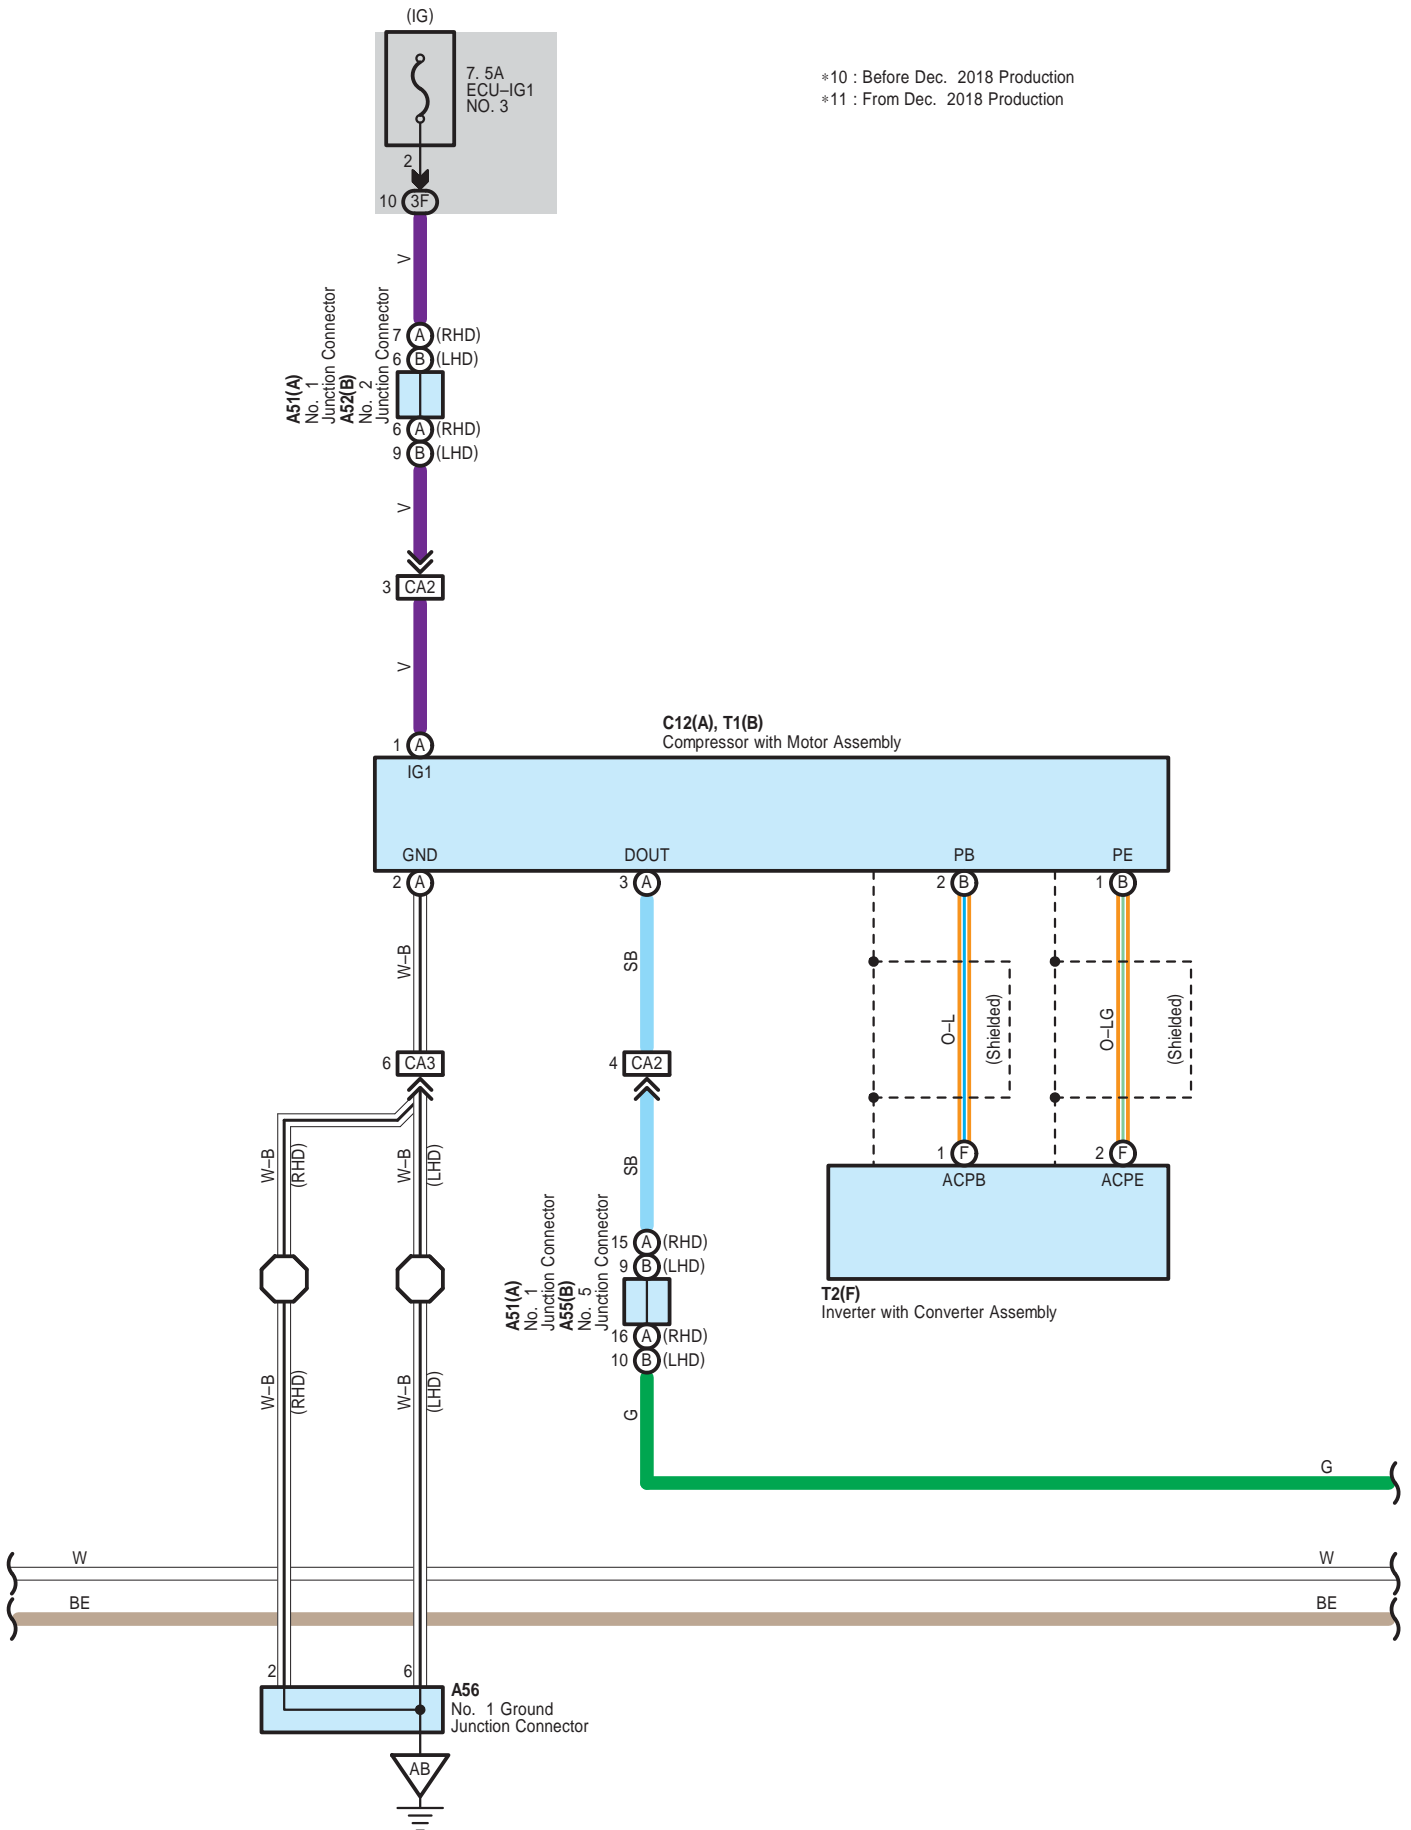 (IG)
7. 5A
ECU–IG1
NO. 3
2
10 3F
∗10 : Before Dec. 2018 Production
∗11 : From Dec. 2018 Production
V
7 A (RHD)
6 B (LHD)
A51(A)
No. 1
Junction Connector
A52(B)
No. 2
Junction Connector
6 A (RHD)
9 B (LHD)
V
3 CA2
V
C12(A), T1(B)
Compressor with Motor Assembly
1 A
IG1
GND
DOUT
PB
PE
2 A
3 A
2 B
1 B
W–B
SB
O–L
(Shielded)
O–LG
(Shielded)
6 CA3
4 CA2
W–B
(RHD)
W–B
(LHD)
SB
1 F
2 F
ACPB
ACPE
T2(F)
Inverter with Converter Assembly
A51(A)
No. 1
Junction Connector
A55(B)
No. 5
Junction Connector
15 A (RHD)
9 B (LHD)
16 A (RHD)
10 B (LHD)
W–B
(RHD)
W–B
(LHD)
G
G
W
W
BE
BE
2
6
A56
No. 1 Ground
Junction Connector
AB